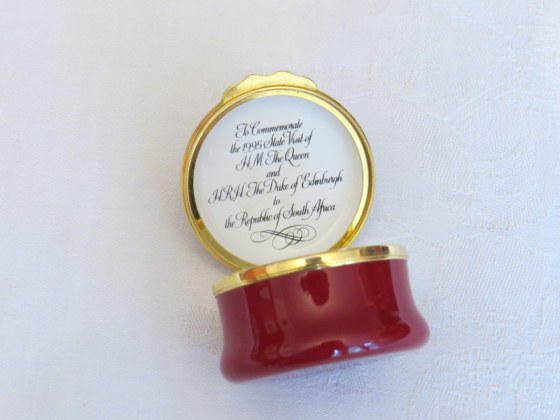 To Commemorate
the 1995 State Visit of
H.M. The Queen
and
H.R.H. The Duke of Edinburgh
to
the Republic of South Africa